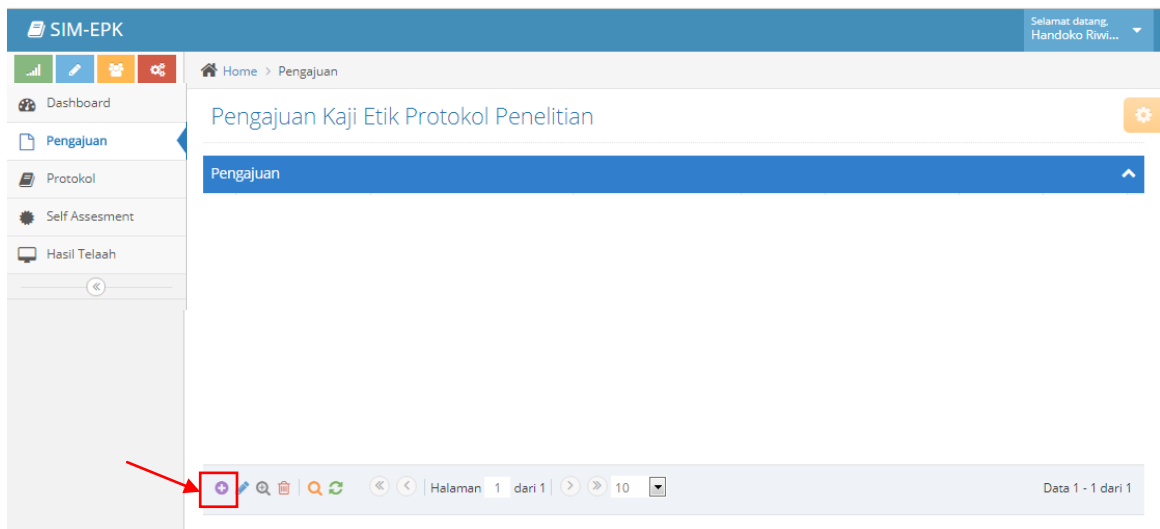 SIM-EPK
Selamat datang,
Handoko Riwi...
Home > Pengajuan
Dashboard
Pengajuan
Protokol
Self Assesment
Hasil Telaah
Pengajuan Kaji Etik Protokol Penelitian
Pengajuan
Halaman 1 dari 1 10 Data 1 - 1 dari 1